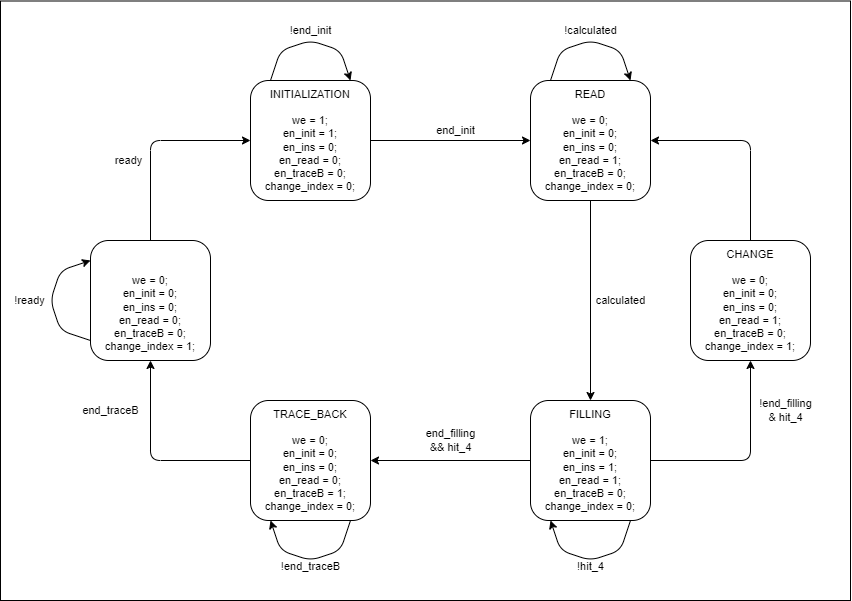 !end_init
!calculated
INITIALIZATION
we = 1;
en_init = 1;
en_ins = 0;
en_read = 0;
en_traceB = 0;
change_index = 0;
end_init
READ
we = 0;
en_init = 0;
en_ins = 0;
en_read = 1;
en_traceB = 0;
change_index = 0;
ready
!ready
we = 0;
en_init = 0;
en_ins = 0;
en_read = 0;
en_traceB = 0;
change_index = 1;
calculated
CHANGE
we = 0;
en_init = 0;
en_ins = 0;
en_read = 1;
en_traceB = 0;
change_index = 1;
end_traceB
TRACE_BACK
we = 0;
en_init = 0;
en_ins = 0;
en_read = 0;
en_traceB = 1;
change_index = 0;
end_filling
&& hit_4
FILLING
we = 1;
en_init = 0;
en_ins = 1;
en_read = 1;
en_traceB = 0;
change_index = 0;
!end_filling
& hit_4
!end_traceB
!hit_4